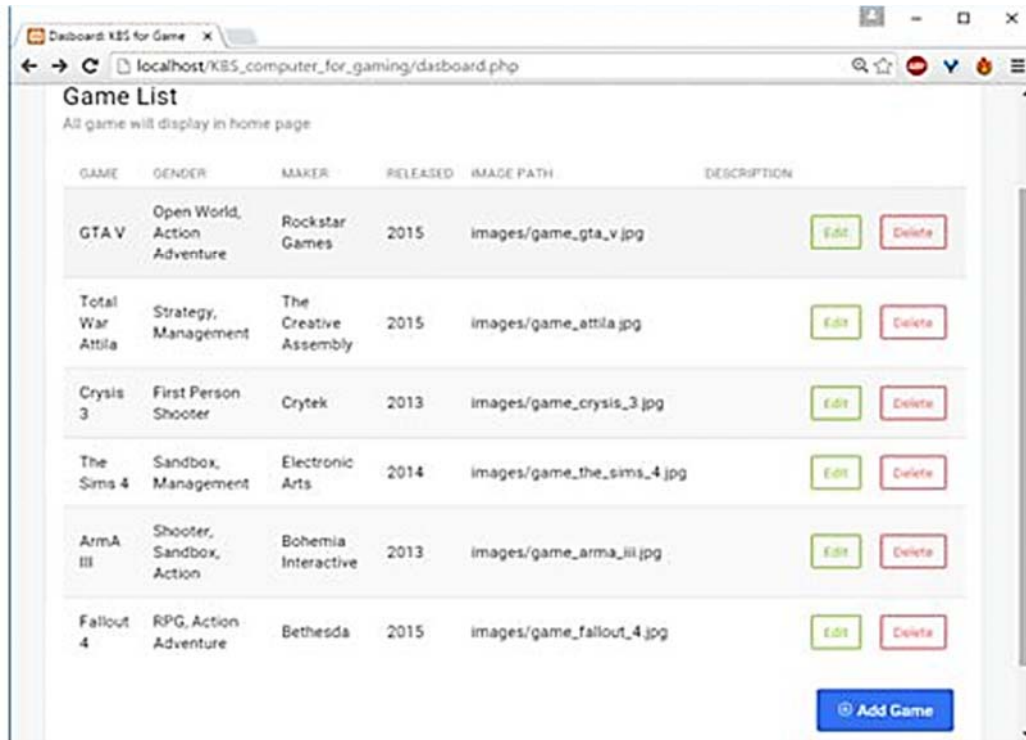 Dasboard: KBS for Game
localhost/KBS_computer_for_gaming/dasboard.php
Game List
All game will display in home page
GAME GENDER MAKER RELEASED IMAGE PATH DESCRIPTION
GTA V Open World, Action Adventure Rockstar Games 2015 images/game_gta_v.jpg Edit Delete
Total War Attila Strategy, Management The Creative Assembly 2015 images/game_attila.jpg Edit Delete
Crysis 3 First Person Shooter Crytek 2013 images/game_crysis_3.jpg Edit Delete
The Sims 4 Sandbox, Management Electronic Arts 2014 images/game_the_sims_4.jpg Edit Delete
ArmA III Shooter, Sandbox, Action Bohemia Interactive 2013 images/game_arma_iii.jpg Edit Delete
Fallout 4 RPG, Action Adventure Bethesda 2015 images/game_fallout_4.jpg Edit Delete
Add Game